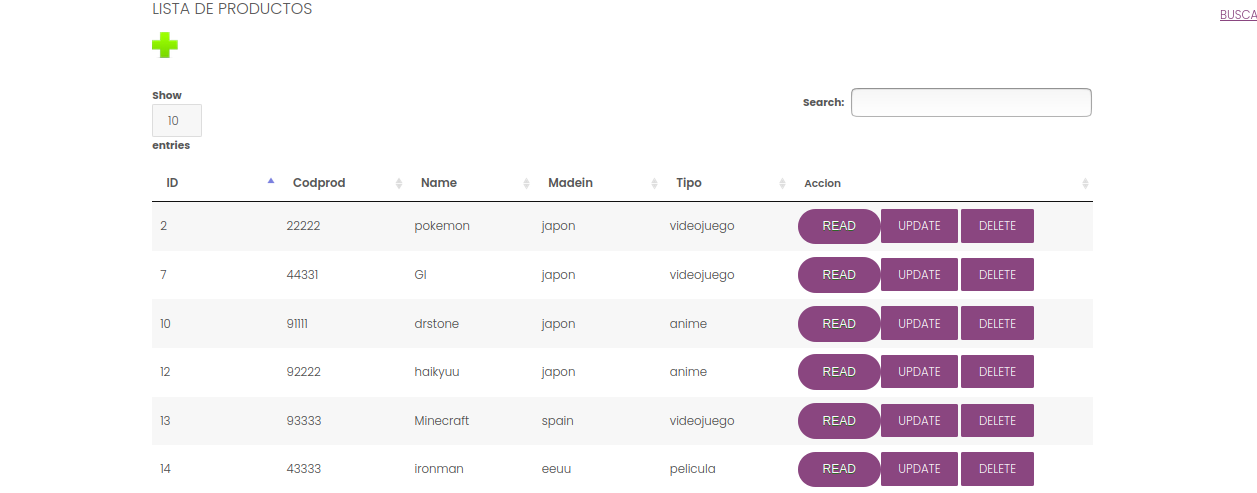 LISTA DE PRODUCTOS
BUSCA
Show
10
entries
Search:
ID Codprod Name Madein Tipo Accion
2 22222 pokemon japon videojuego READ UPDATE DELETE
7 44331 GI japon videojuego READ UPDATE DELETE
10 91111 drstone japon anime READ UPDATE DELETE
12 92222 haikyuu japon anime READ UPDATE DELETE
13 93333 Minecraft spain videojuego READ UPDATE DELETE
14 43333 ironman eeuu pelicula READ UPDATE DELETE